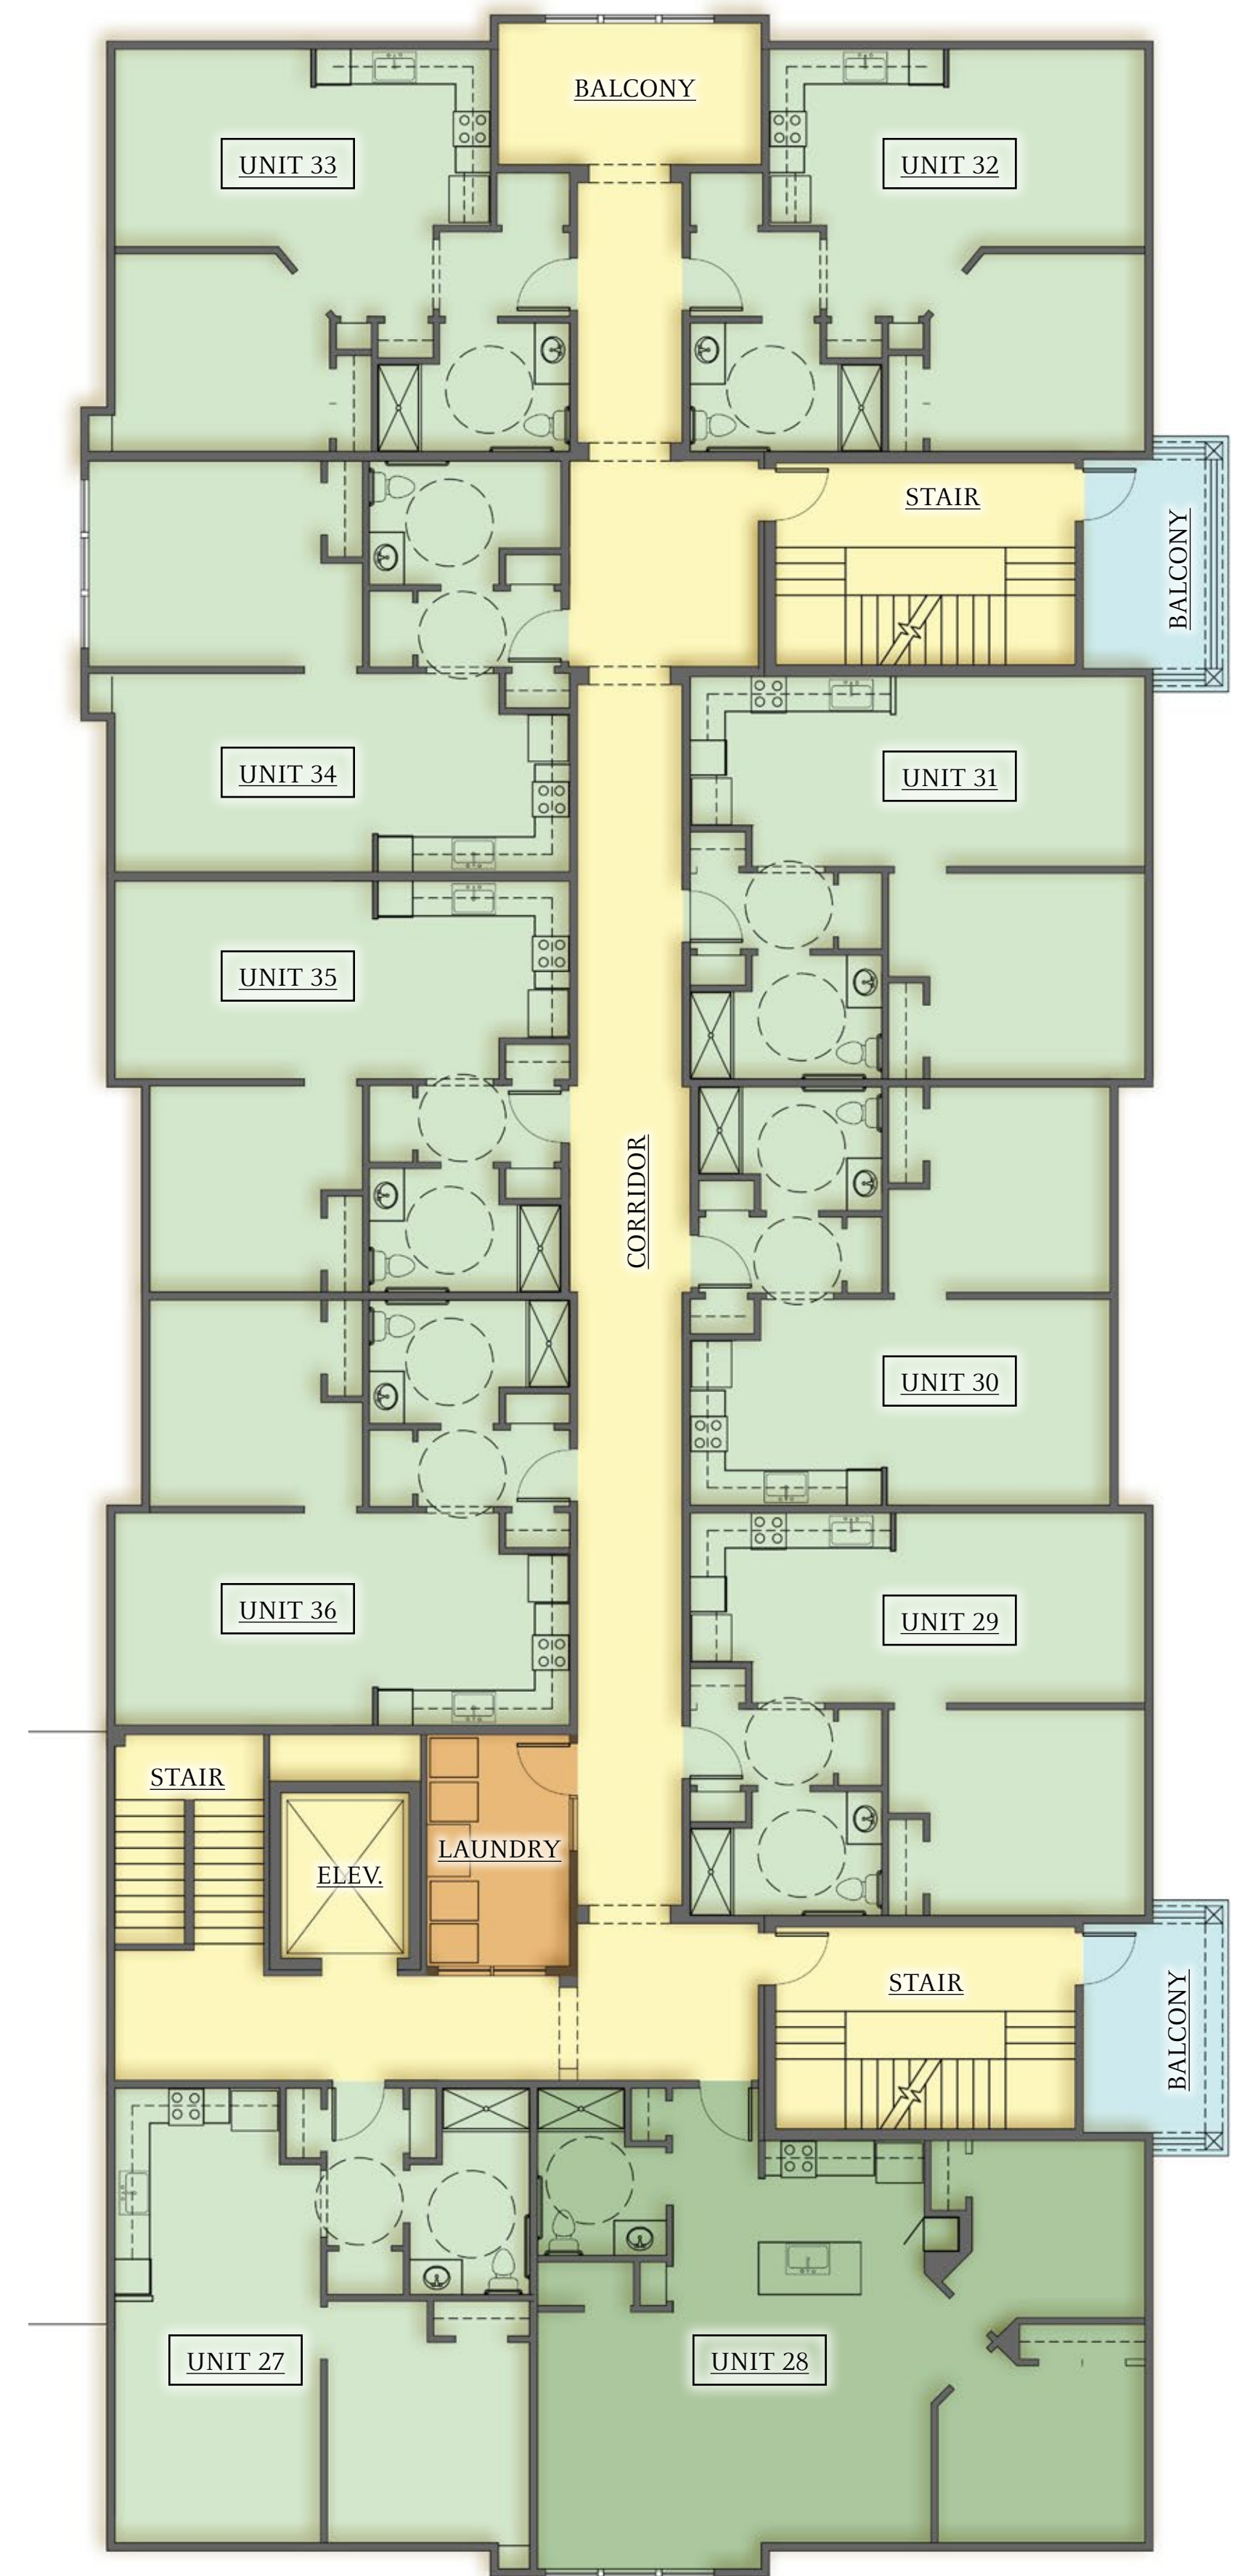 BALCONY
UNIT 33
UNIT 32
STAIR
BALCONY
UNIT 34
UNIT 31
UNIT 35
CORRIDOR
UNIT 30
UNIT 36
UNIT 29
STAIR
LAUNDRY
ELEV.
STAIR
BALCONY
UNIT 27
UNIT 28